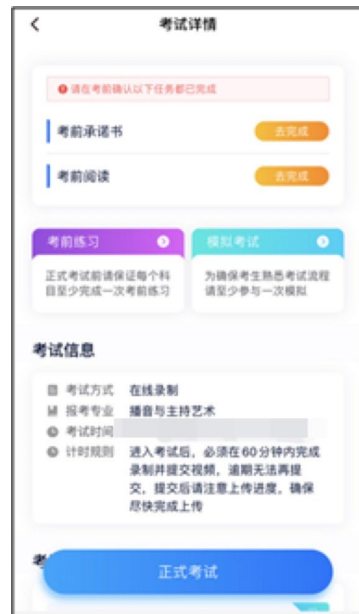 考试详情
请在考前确认以下任务都已完成
考前承诺书
去完成
考前阅读
去完成
考前练习
模拟考试
正式考试前请保证每个科
目至少完成一次考前练习
为确保考生熟悉考试流程
请至少参与一次模拟
考试信息
考试方式 在线录制
报考专业 播音与主持艺术
考试时间
计时规则 进入考试后，必须在60分钟内完成
录制并提交视频，逾期无法再提
交，提交后请注意上传进度，确保
尽快完成上传
正式考试